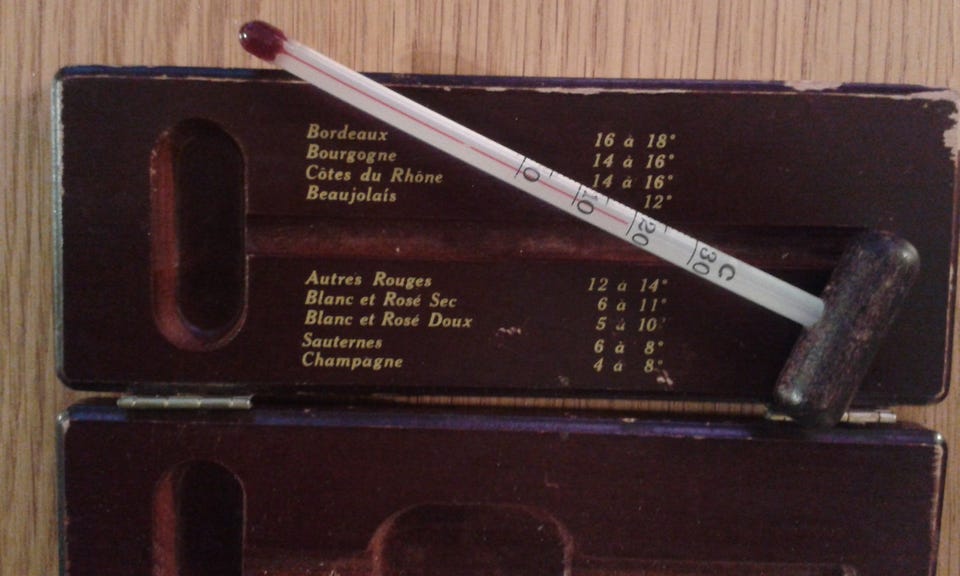 Bordeaux 16 à 18°
Bourgogne 14 à 16°
Côtes du Rhône 14 à 16°
Beaujolais 12°
Autres Rouges 12 à 14°
Blanc et Rosé Sec 6 à 11°
Blanc et Rosé Doux 5 à 10°
Sauternes 6 à 8°
Champagne 4 à 8°
0 10 20 30 C